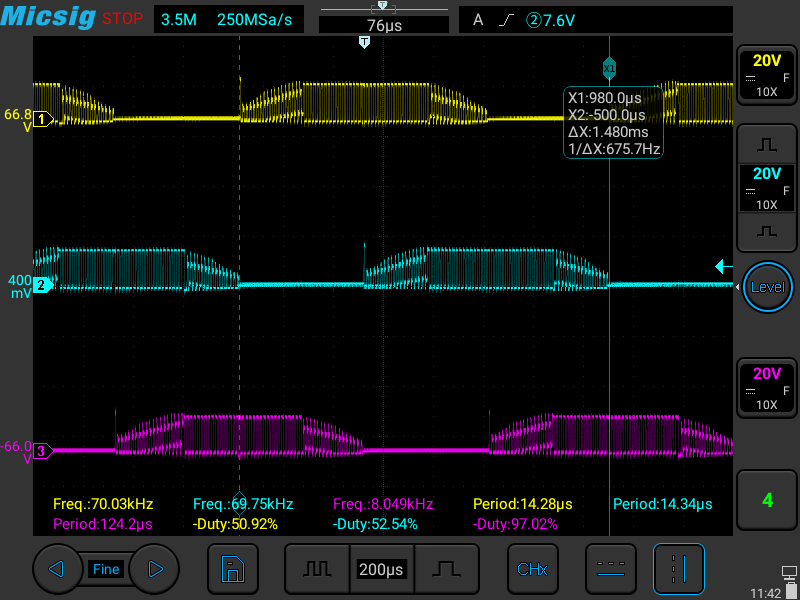 Micsig STOP 3.5M 250MSa/s 76µs A ②7.6V
T
T
X1
20V
F
10X
66.8 V
1
X1:980.0µs
X2:-500.0µs
ΔX:1.480ms
1/ΔX:675.7Hz
20V
F
10X
400 mV
2
Level
20V
F
10X
-66.0 V
3
4
Freq.:70.03kHz Freq.:69.75kHz Freq.:8.049kHz Period:14.28µs Period:14.34µs
Period:124.2µs -Duty:50.92% -Duty:52.54% -Duty:97.02%
Fine 200µs CHx
11:42